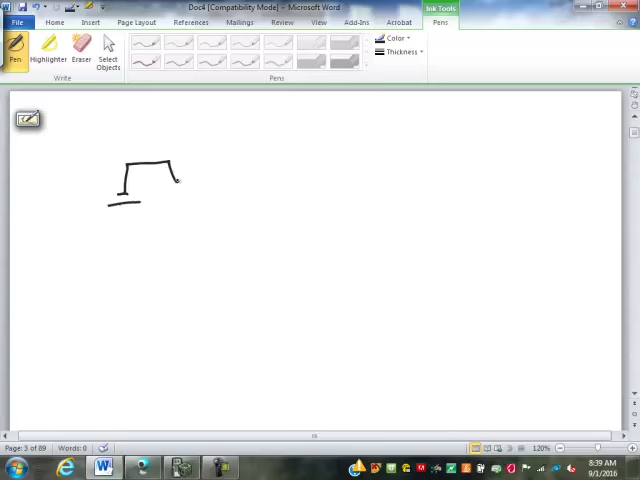 Doc4 [Compatibility Mode] - Microsoft Word
Ink Tools
File Home Insert Page Layout References Mailings Review View Add-Ins Acrobat Pens
Pen Highlighter Eraser Select Objects
Color
Thickness
Write Pens
Page: 3 of 89 Words: 0 120%
8:39 AM
9/1/2016